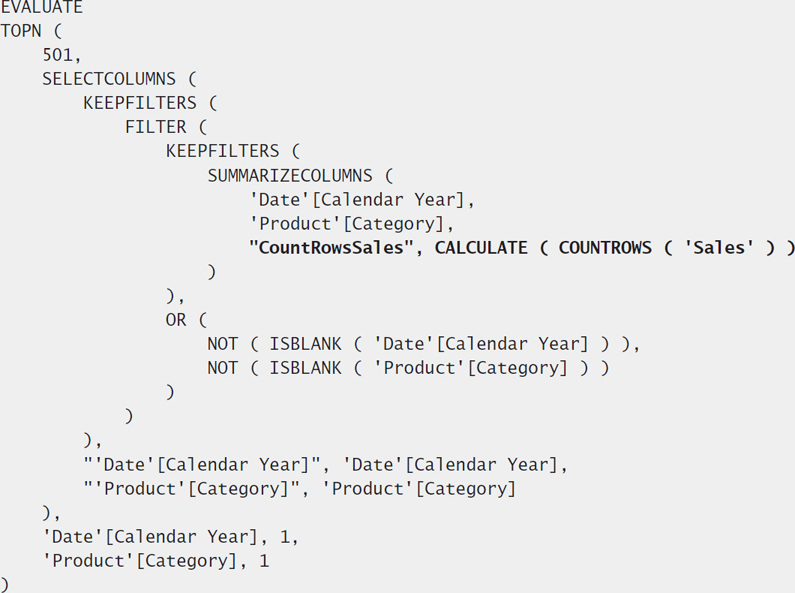 EVALUATE
TOPN (
    501,
    SELECTCOLUMNS (
        KEEPFILTERS (
            FILTER (
                KEEPFILTERS (
                    SUMMARIZECOLUMNS (
                        'Date'[Calendar Year],
                        'Product'[Category],
                        "CountRowsSales", CALCULATE ( COUNTROWS ( 'Sales' ) )
                    )
                ),
                OR (
                    NOT ( ISBLANK ( 'Date'[Calendar Year] ) ),
                    NOT ( ISBLANK ( 'Product'[Category] ) )
                )
            )
        ),
        "'Date'[Calendar Year]", 'Date'[Calendar Year],
        "'Product'[Category]", 'Product'[Category]
    ),
    'Date'[Calendar Year], 1,
    'Product'[Category], 1
)